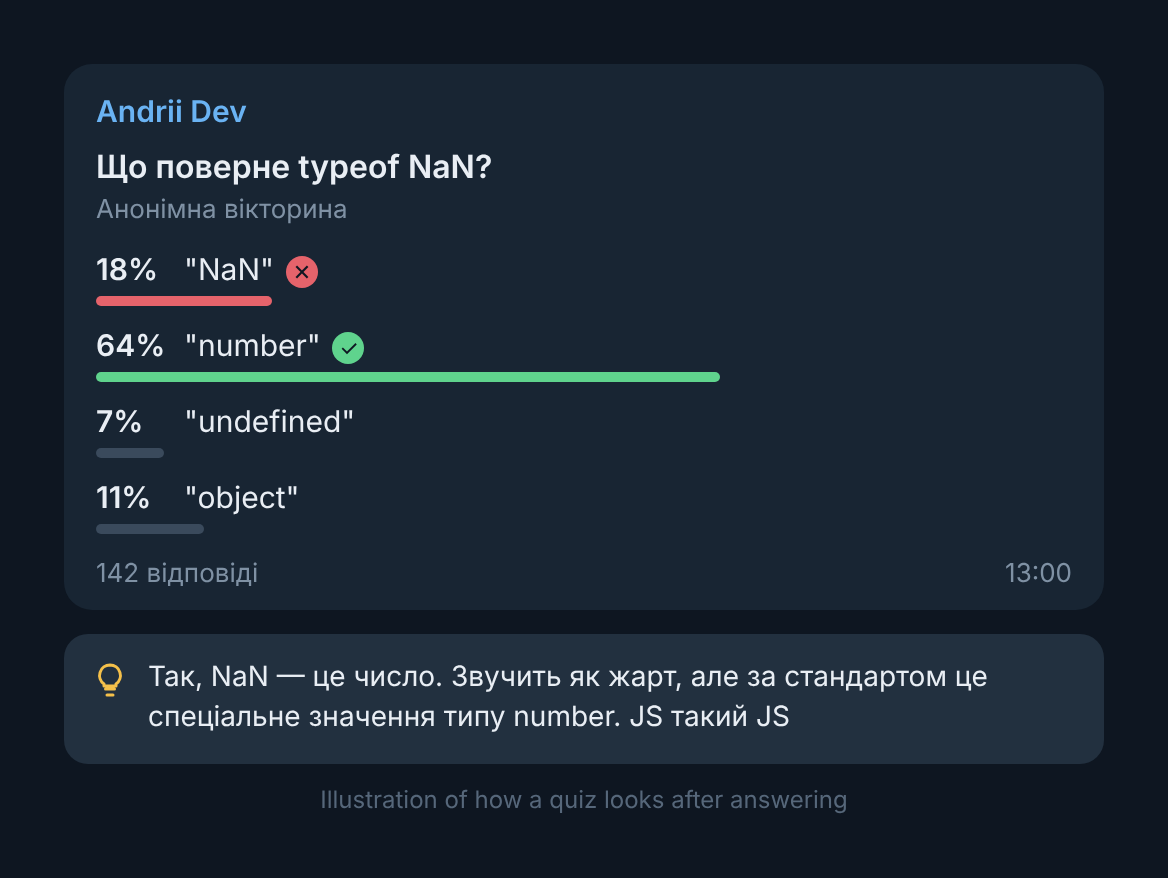 Andrii Dev
Що поверне typeof NaN?
Анонімна вікторина
18% "NaN"
64% "number"
7% "undefined"
11% "object"
142 відповіді 13:00
Так, NaN — це число. Звучить як жарт, але за стандартом це
спеціальне значення типу number. JS такий JS
Illustration of how a quiz looks after answering